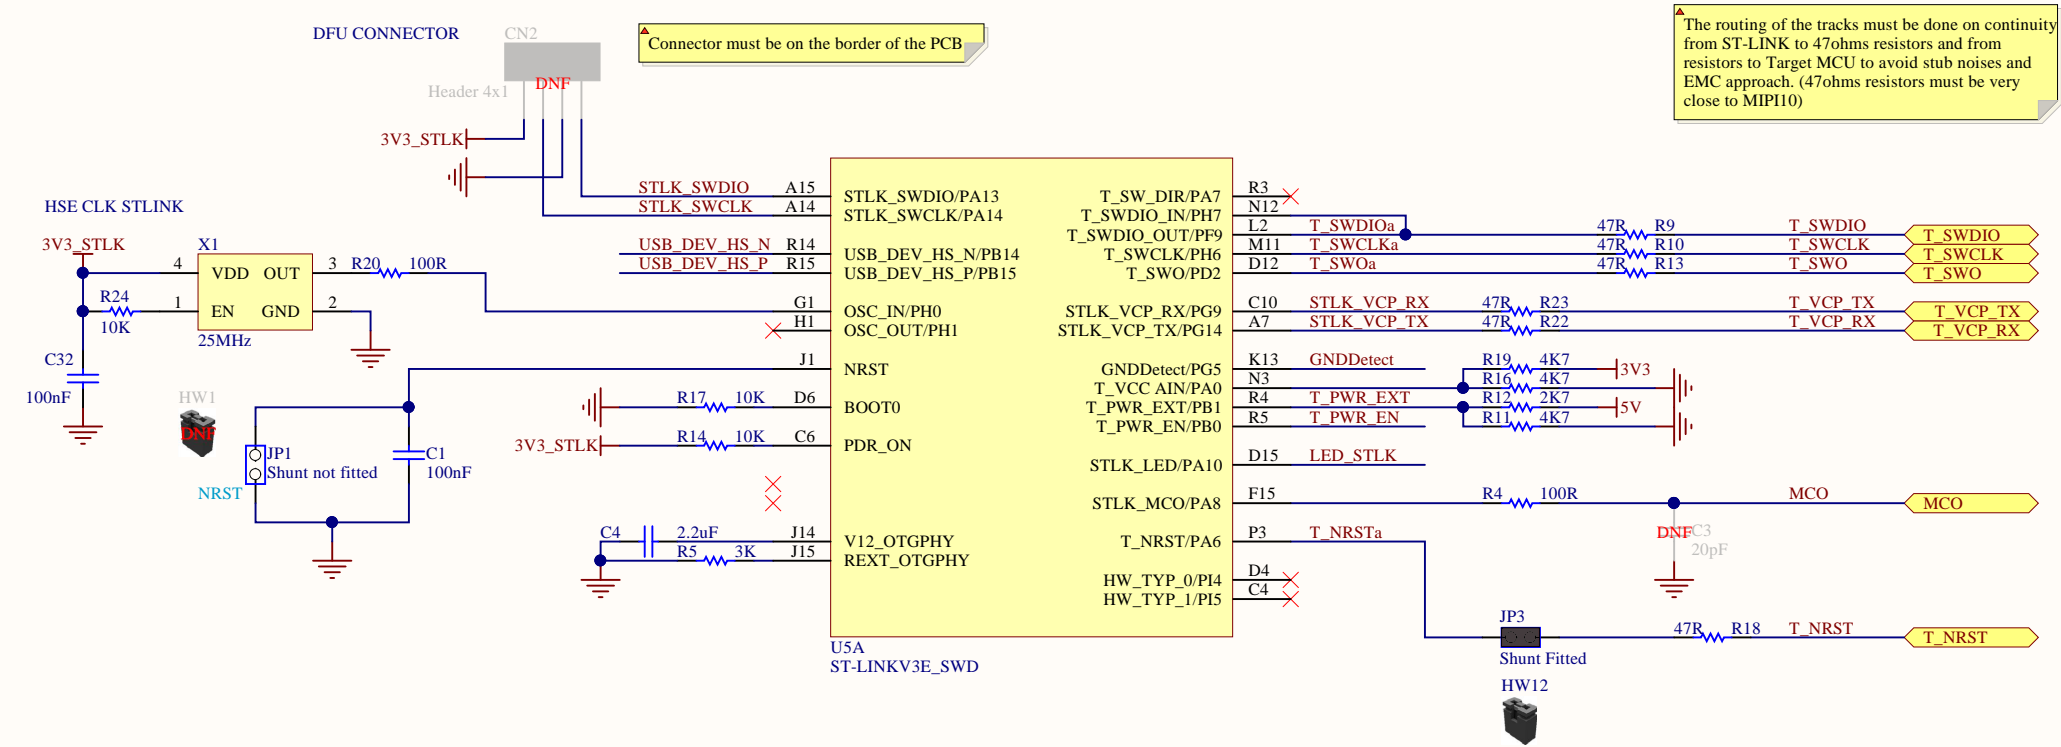 DFU CONNECTOR
CN2
DNF
Header 4x1
Connector must be on the border of the PCB
The routing of the tracks must be done on continuity
from ST-LINK to 47ohms resistors and from
resistors to Target MCU to avoid stub noises and
EMC approach. (47ohms resistors must be very
close to MIPI10)
3V3_STLK
HSE CLK STLINK
3V3_STLK
X1
4 VDD OUT 3
1 EN GND 2
25MHz
R24
10K
R20 100R
C32
100nF
HW1
DNF
JP1
Shunt not fitted
NRST
C1
100nF
R17 10K
3V3_STLK
R14 10K
C4 2.2uF
R5 3K
STLK_SWDIO A15 STLK_SWDIO/PA13
STLK_SWCLK A14 STLK_SWCLK/PA14
USB_DEV_HS_N R14 USB_DEV_HS_N/PB14
USB_DEV_HS_P R15 USB_DEV_HS_P/PB15
G1 OSC_IN/PH0
H1 OSC_OUT/PH1
J1 NRST
D6 BOOT0
C6 PDR_ON
J14 V12_OTGPHY
J15 REXT_OTGPHY
U5A
ST-LINKV3E_SWD
T_SW_DIR/PA7 R3
T_SWDIO_IN/PH7 N12
T_SWDIO_OUT/PF9 L2 T_SWDIOa 47R R9 T_SWDIO T_SWDIO
T_SWCLK/PH6 M11 T_SWCLKa 47R R10 T_SWCLK T_SWCLK
T_SWO/PD2 D12 T_SWOa 47R R13 T_SWO T_SWO
STLK_VCP_RX/PG9 C10 STLK_VCP_RX 47R R23 T_VCP_TX T_VCP_TX
STLK_VCP_TX/PG14 A7 STLK_VCP_TX 47R R22 T_VCP_RX T_VCP_RX
GNDDetect/PG5 K13 GNDDetect R19 4K7 3V3
T_VCC AIN/PA0 N3 R16 4K7
T_PWR_EXT/PB1 R4 T_PWR_EXT R12 2K7 5V
T_PWR_EN/PB0 R5 T_PWR_EN R11 4K7
STLK_LED/PA10 D15 LED_STLK
STLK_MCO/PA8 F15 R4 100R MCO MCO
DNF C3
20pF
T_NRST/PA6 P3 T_NRSTa
HW_TYP_0/PI4 D4
HW_TYP_1/PI5 C4
JP3
Shunt Fitted
47R R18 T_NRST T_NRST
HW12